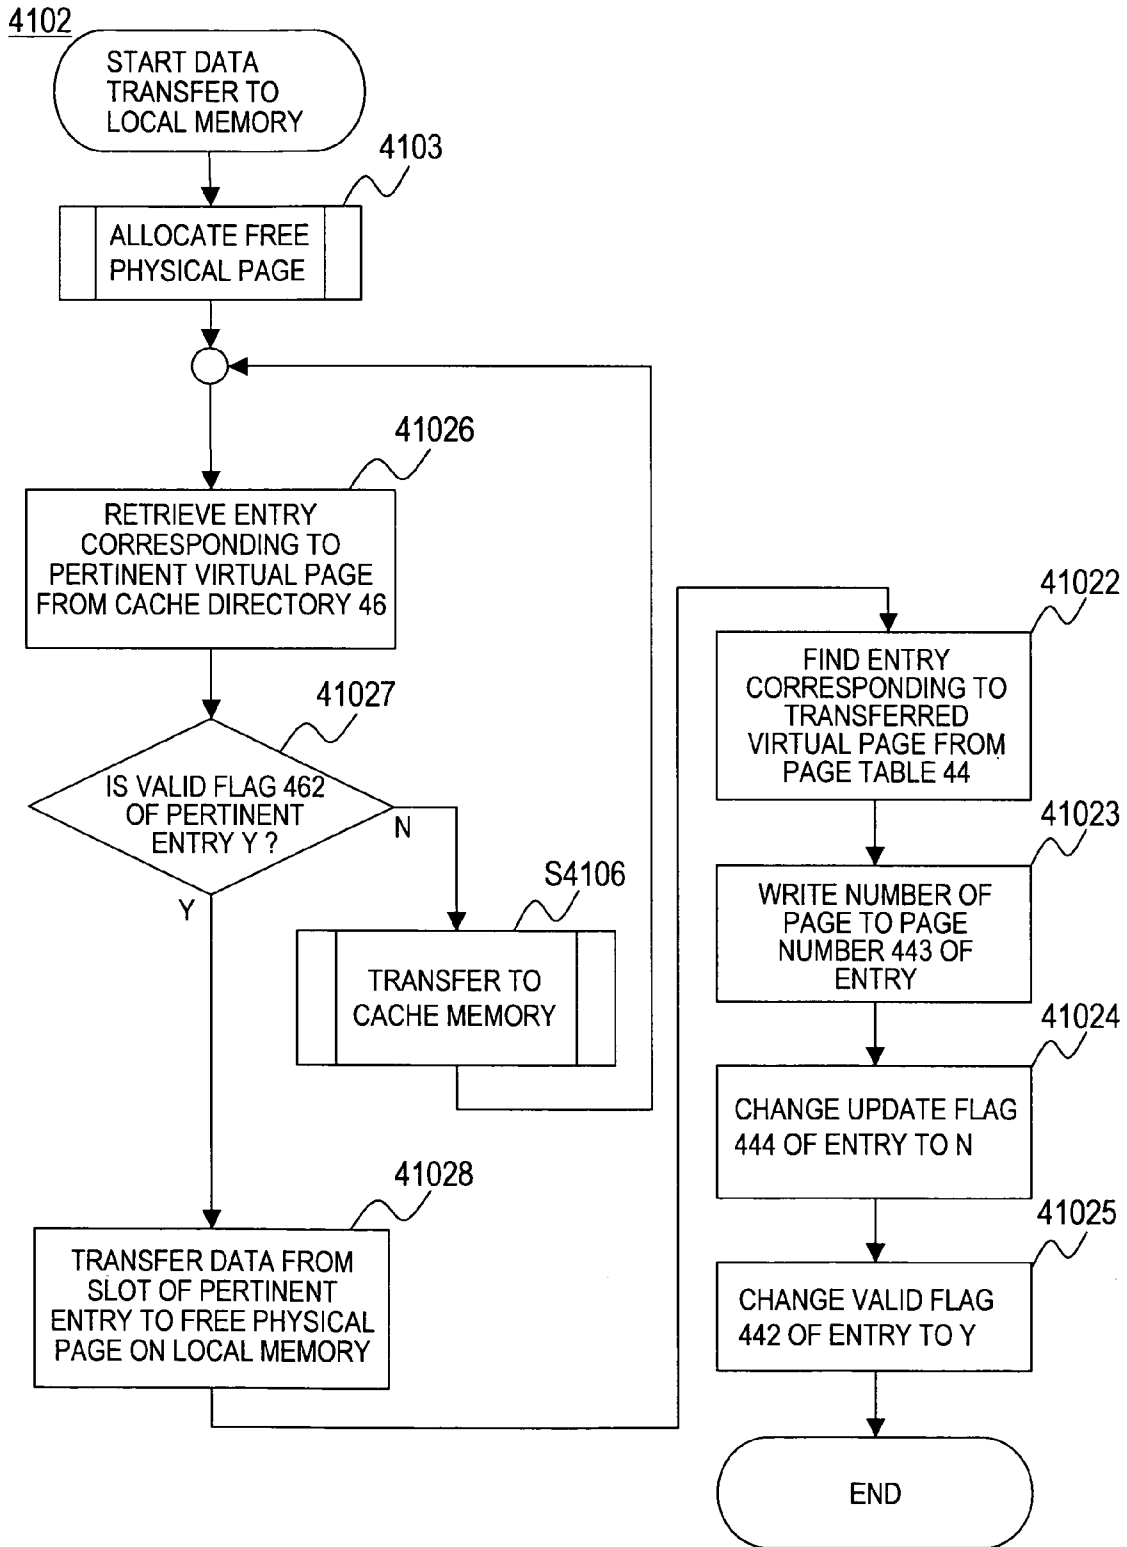 4102
START DATA
TRANSFER TO
LOCAL MEMORY
4103
ALLOCATE FREE
PHYSICAL PAGE
41026
RETRIEVE ENTRY
CORRESPONDING TO
PERTINENT VIRTUAL PAGE
FROM CACHE DIRECTORY 46
41027
IS VALID FLAG 462
OF PERTINENT
ENTRY Y ?
N
Y
S4106
TRANSFER TO
CACHE MEMORY
41028
TRANSFER DATA FROM
SLOT OF PERTINENT
ENTRY TO FREE PHYSICAL
PAGE ON LOCAL MEMORY
41022
FIND ENTRY
CORRESPONDING TO
TRANSFERRED
VIRTUAL PAGE FROM
PAGE TABLE 44
41023
WRITE NUMBER OF
PAGE TO PAGE
NUMBER 443 OF
ENTRY
41024
CHANGE UPDATE FLAG
444 OF ENTRY TO N
41025
CHANGE VALID FLAG
442 OF ENTRY TO Y
END